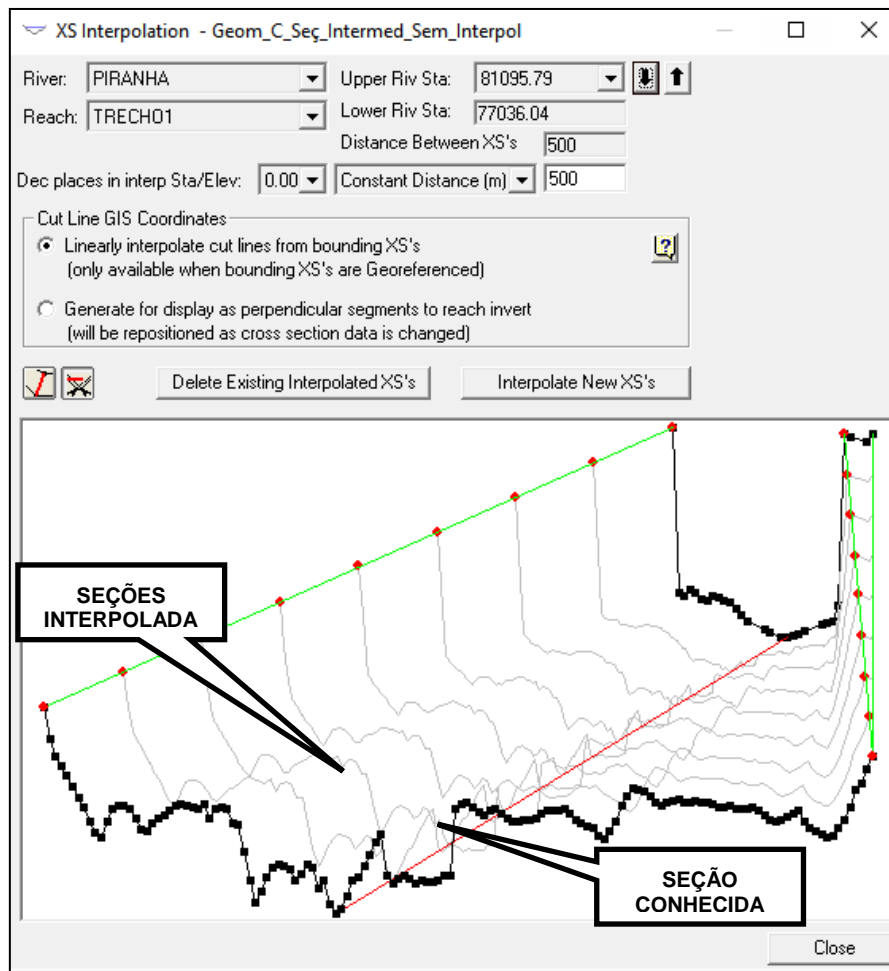 XS Interpolation - Geom_C_Seç_Intermed_Sem_Interpol
River: PIRANHA Upper Riv Sta: 81095.79
Reach: TRECHO1 Lower Riv Sta: 77036.04
Distance Between XS's 500
Dec places in interp Sta/Elev: 0.00 Constant Distance (m) 500
Cut Line GIS Coordinates
Linearly interpolate cut lines from bounding XS's
(only available when bounding XS's are Georeferenced)
Generate for display as perpendicular segments to reach invert
(will be repositioned as cross section data is changed)
Delete Existing Interpolated XS's Interpolate New XS's
SEÇÕES
INTERPOLADA
SEÇÃO
CONHECIDA
Close